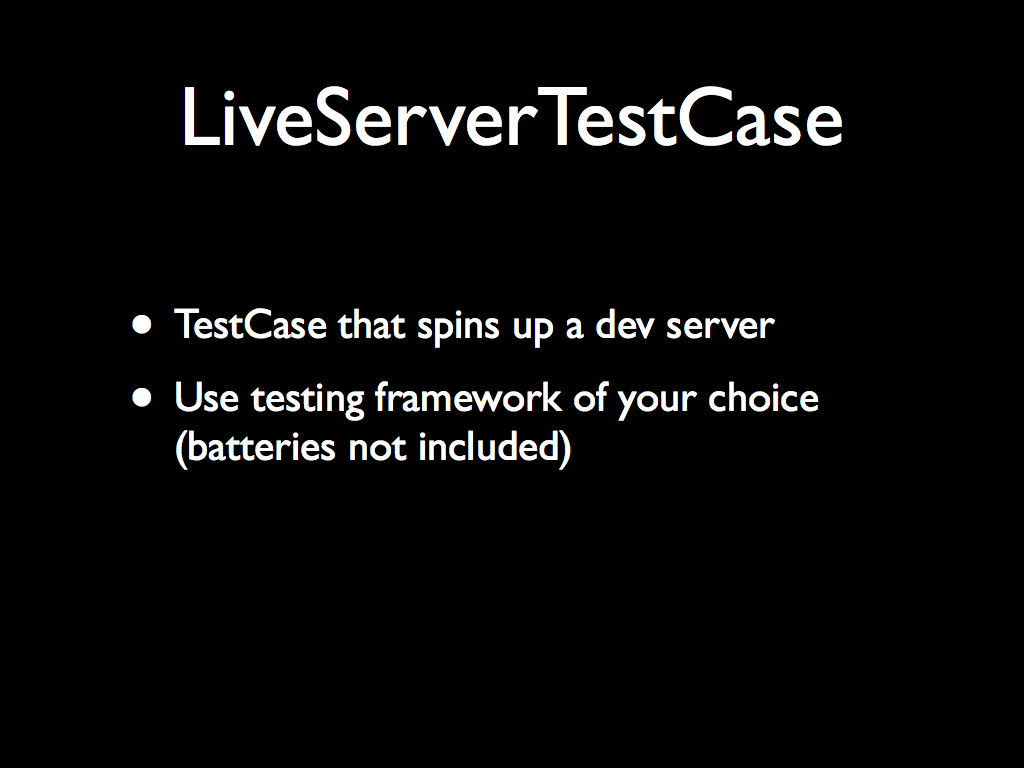 LiveServerTestCase
• TestCase that spins up a dev server
• Use testing framework of your choice
(batteries not included)